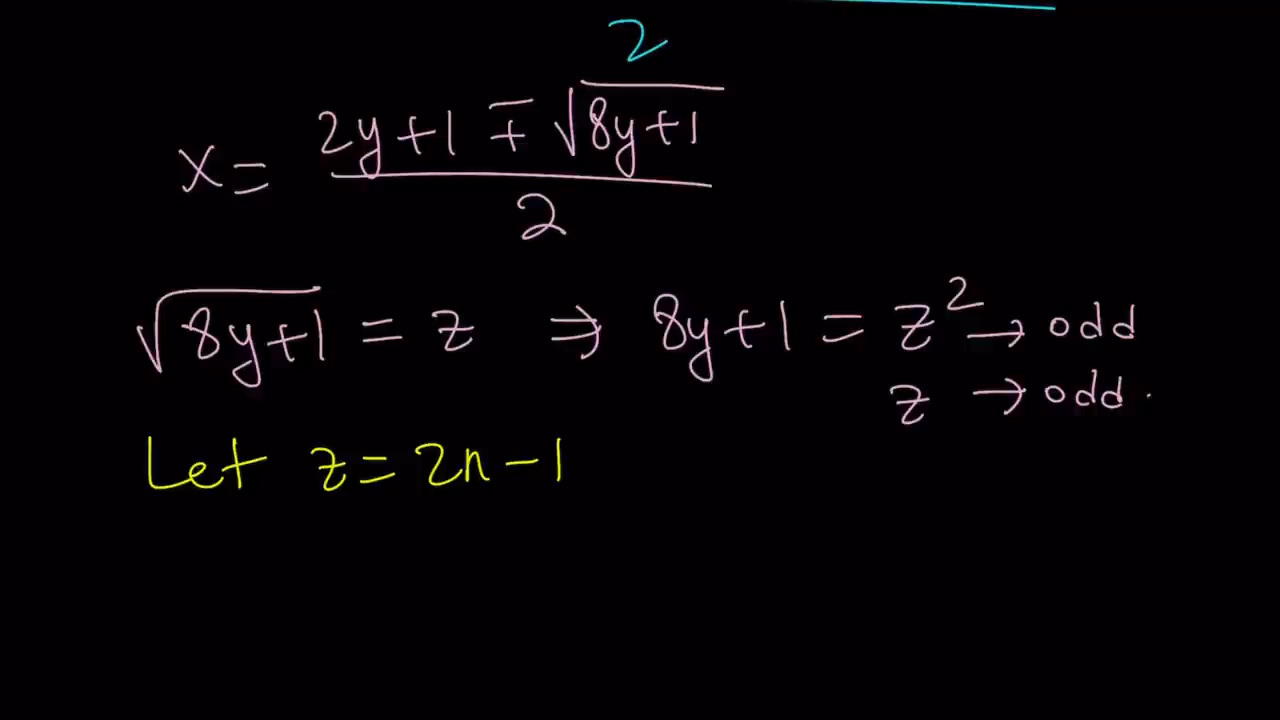 2
x = (2y+1 ∓ √(8y+1)) / 2
√(8y+1) = z ⇒ 8y+1 = z² → odd
z → odd.
Let z = 2n - 1